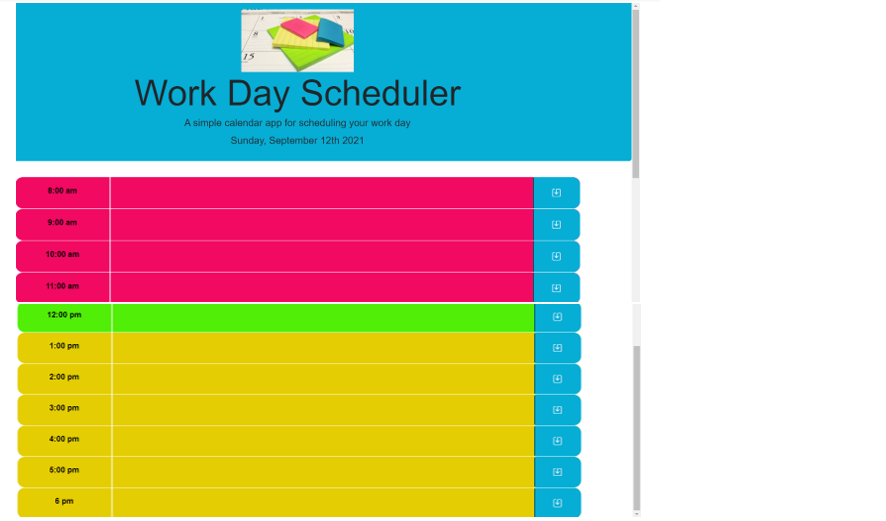 Work Day Scheduler
A simple calendar app for scheduling your work day
Sunday, September 12th 2021
8:00 am
9:00 am
10:00 am
11:00 am
12:00 pm
1:00 pm
2:00 pm
3:00 pm
4:00 pm
5:00 pm
6 pm